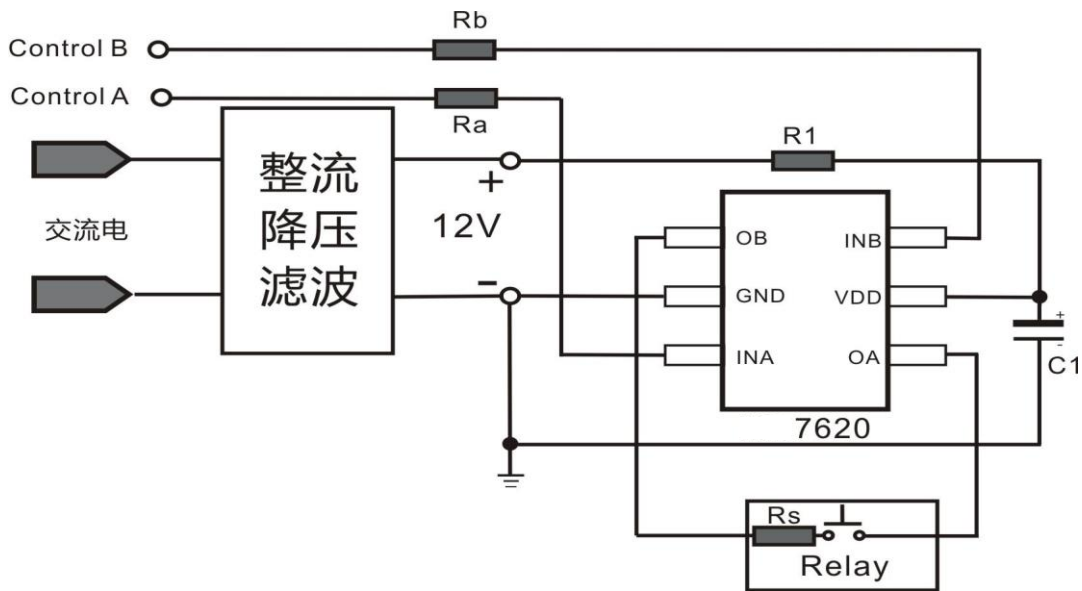 Control B
Rb
Control A
Ra
R1
整流
降压
滤波
交流电
+
12V
-
OB
INB
GND
VDD
INA
OA
+
-
C1
7620
Rs
Relay